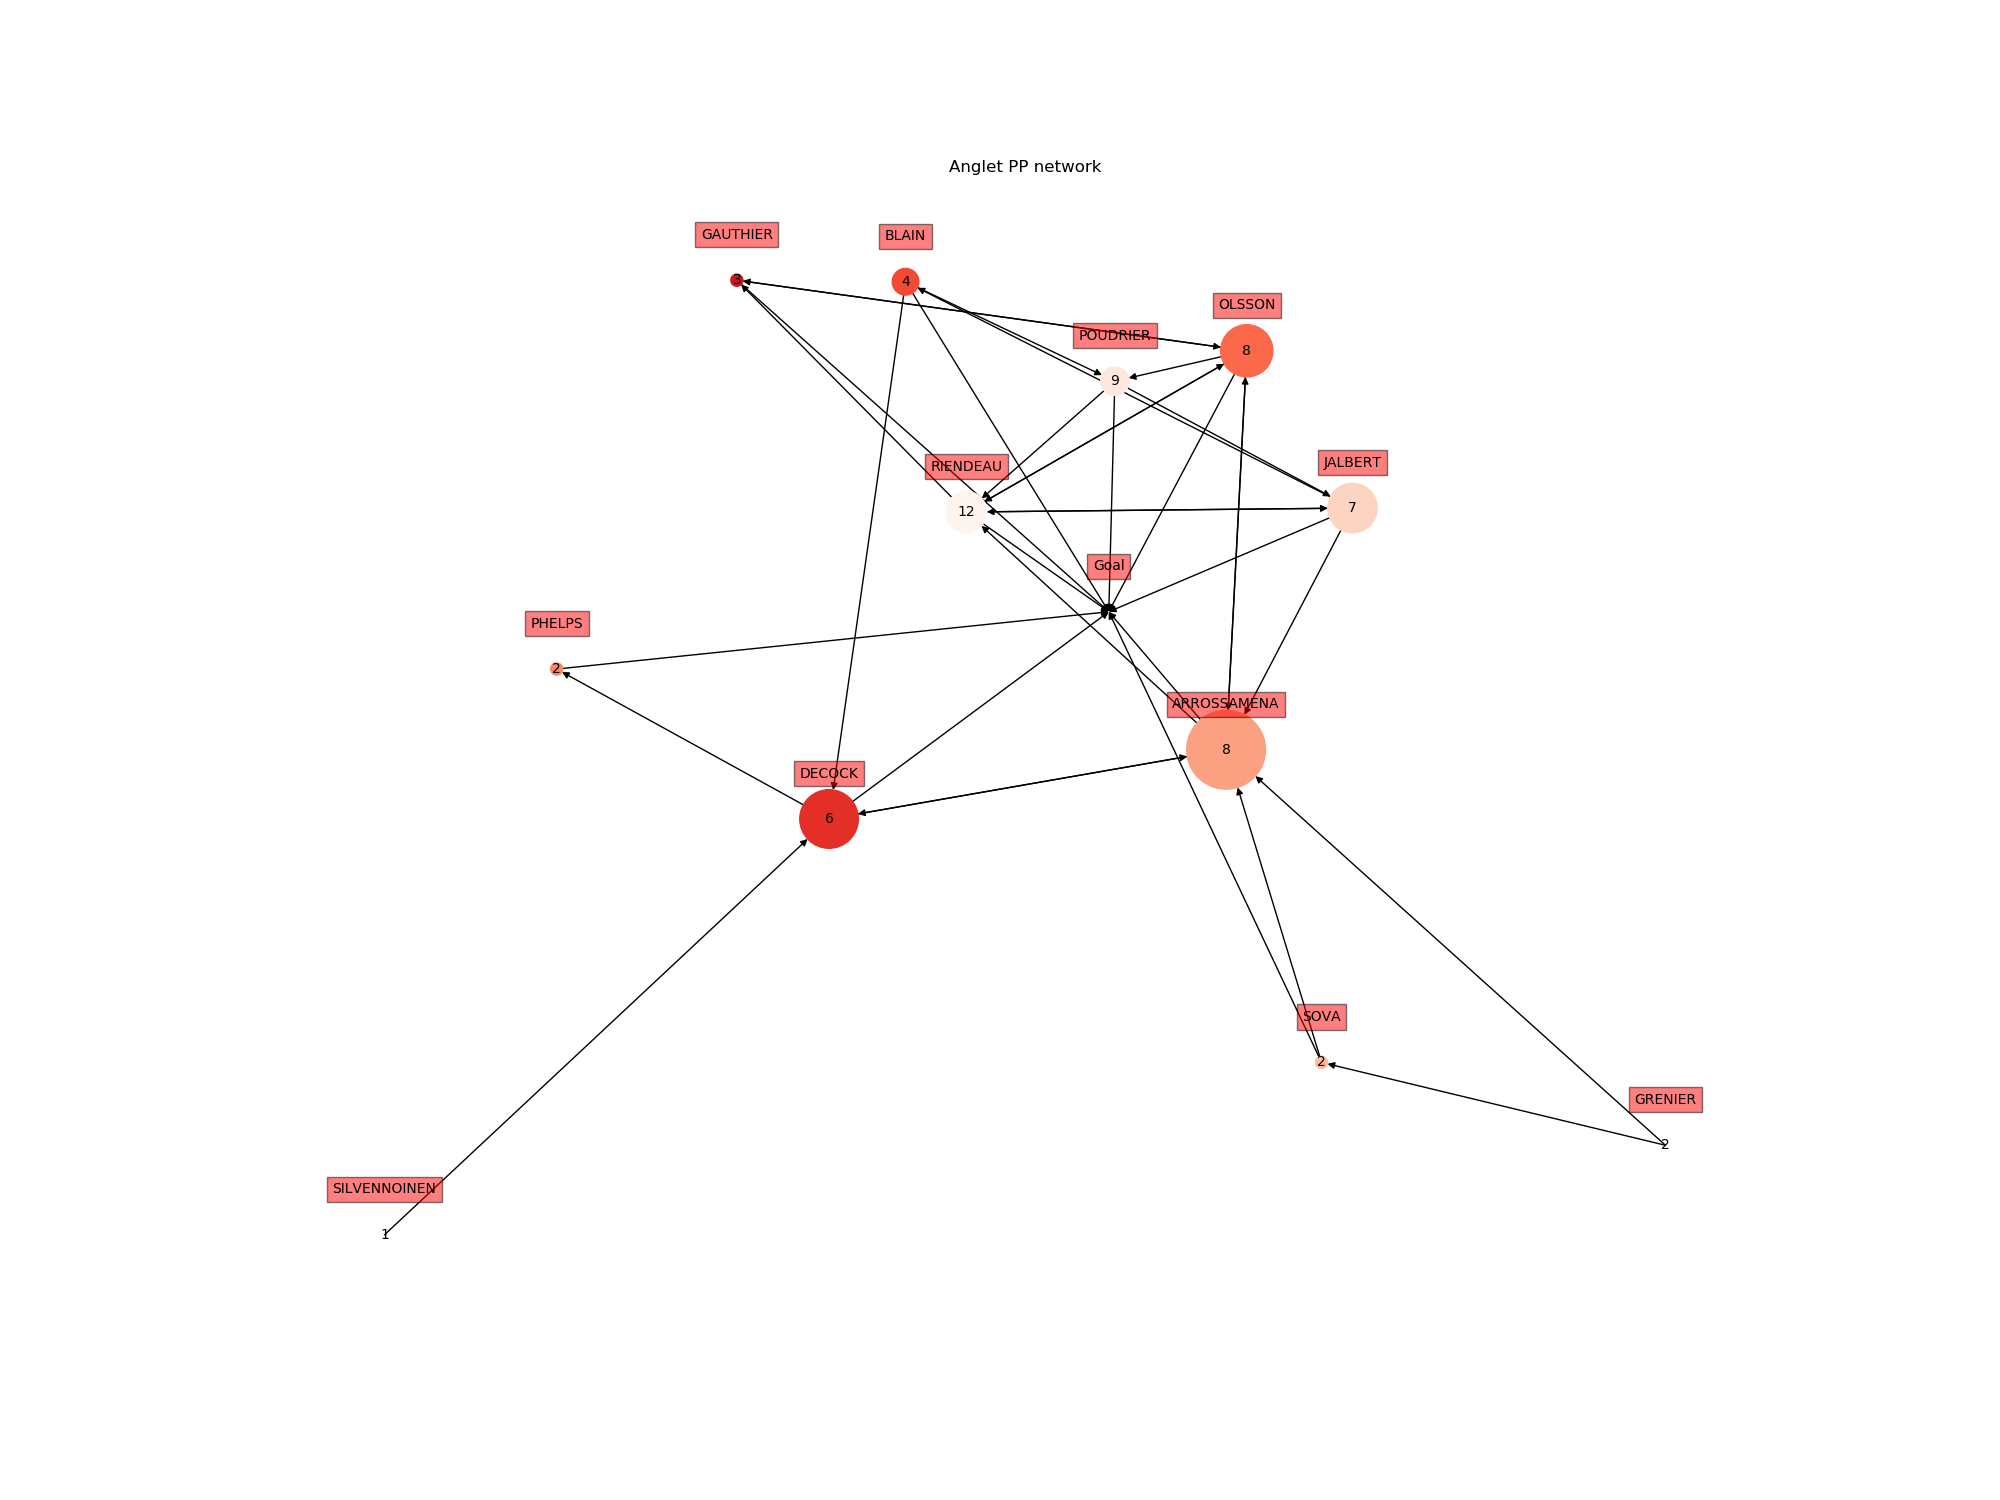 Anglet PP network
GAUTHIER
BLAIN
3
4
OLSSON
POUDRIER
8
9
RIENDEAU
JALBERT
12
7
Goal
PHELPS
2
ARROSSAMENA
8
DECOCK
6
SOVA
2
GRENIER
2
SILVENNOINEN
1